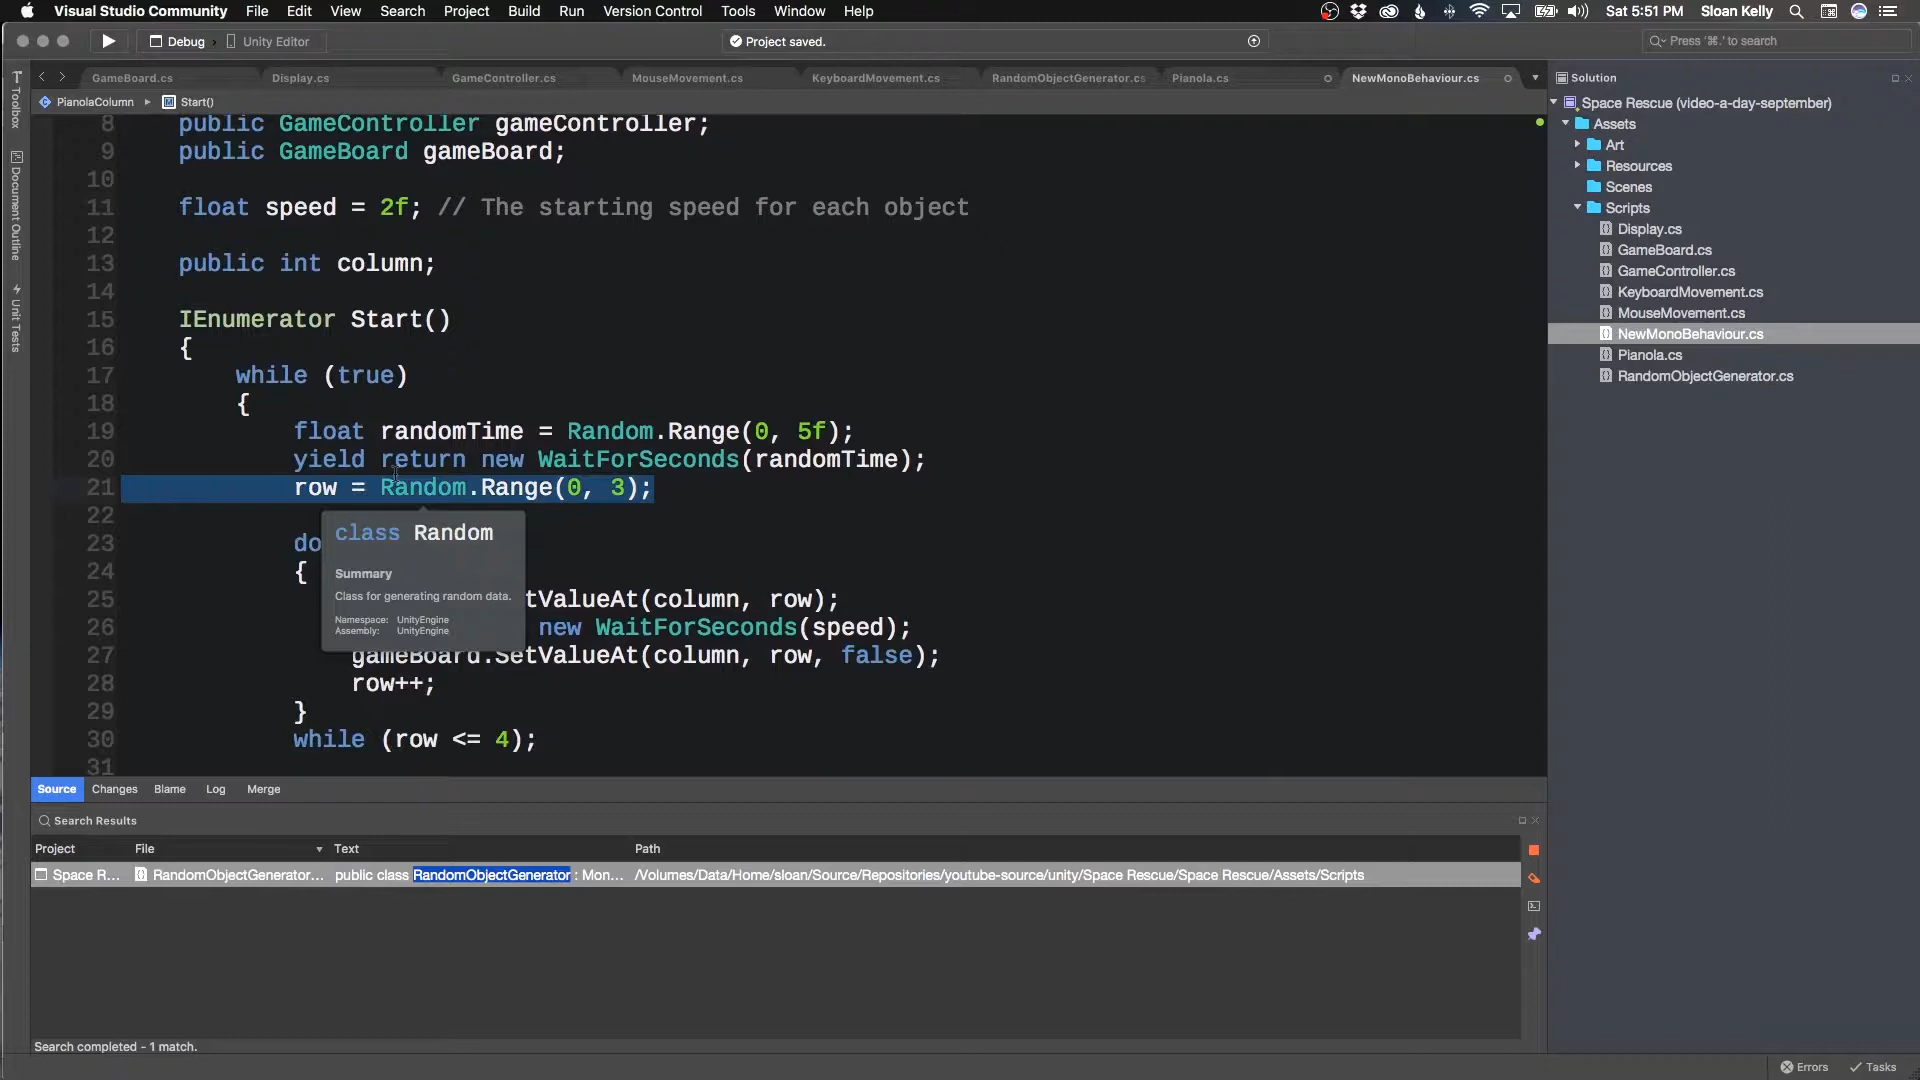 Visual Studio Community File Edit View Search Project Build Run Version Control Tools Window Help Sat 5:51 PM Sloan Kelly
Debug › Unity Editor Project saved. Press '⌘.' to search
GameBoard.cs Display.cs GameController.cs MouseMovement.cs KeyboardMovement.cs RandomObjectGenerator.cs Pianola.cs NewMonoBehaviour.cs
PianolaColumn Start()
Toolbox
Document Outline
Unit Tests
8 public GameController gameController;
9 public GameBoard gameBoard;
10
11 float speed = 2f; // The starting speed for each object
12
13 public int column;
14
15 IEnumerator Start()
16 {
17 while (true)
18 {
19 float randomTime = Random.Range(0, 5f);
20 yield return new WaitForSeconds(randomTime);
21 row = Random.Range(0, 3);
22
23 do
24 {
25 tValueAt(column, row);
26 new WaitForSeconds(speed);
27 gameBoard.SetValueAt(column, row, false);
28 row++;
29 }
30 while (row <= 4);
31
class Random
Summary
Class for generating random data.
Namespace: UnityEngine
Assembly: UnityEngine
Solution
Space Rescue (video-a-day-september)
Assets
Art
Resources
Scenes
Scripts
Display.cs
GameBoard.cs
GameController.cs
KeyboardMovement.cs
MouseMovement.cs
NewMonoBehaviour.cs
Pianola.cs
RandomObjectGenerator.cs
Source Changes Blame Log Merge
Search Results
Project File Text Path
Space R... RandomObjectGenerator... public class RandomObjectGenerator : Mon... /Volumes/Data/Home/sloan/Source/Repositories/youtube-source/unity/Space Rescue/Space Rescue/Assets/Scripts
Search completed - 1 match.
Errors Tasks